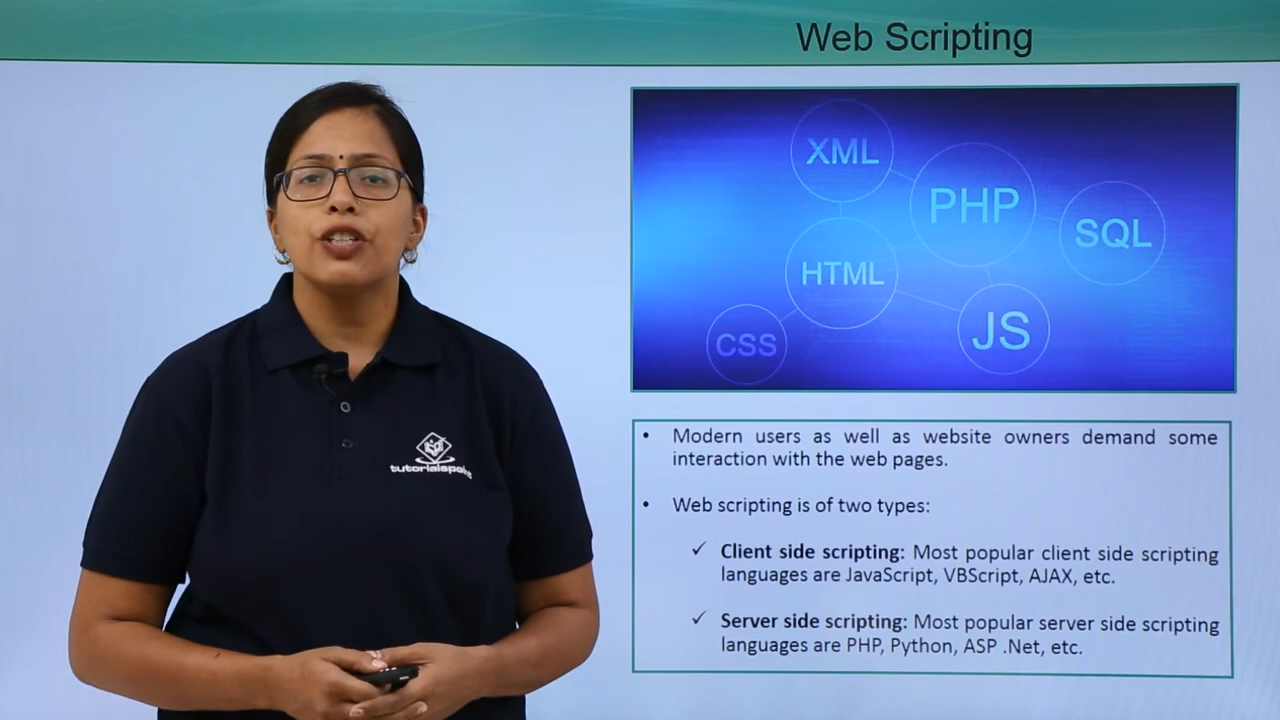 Web Scripting
XML
PHP
SQL
HTML
JS
CSS
tutorialspoint
• Modern users as well as website owners demand some
interaction with the web pages.
• Web scripting is of two types:
✓ Client side scripting: Most popular client side scripting
languages are JavaScript, VBScript, AJAX, etc.
✓ Server side scripting: Most popular server side scripting
languages are PHP, Python, ASP .Net, etc.